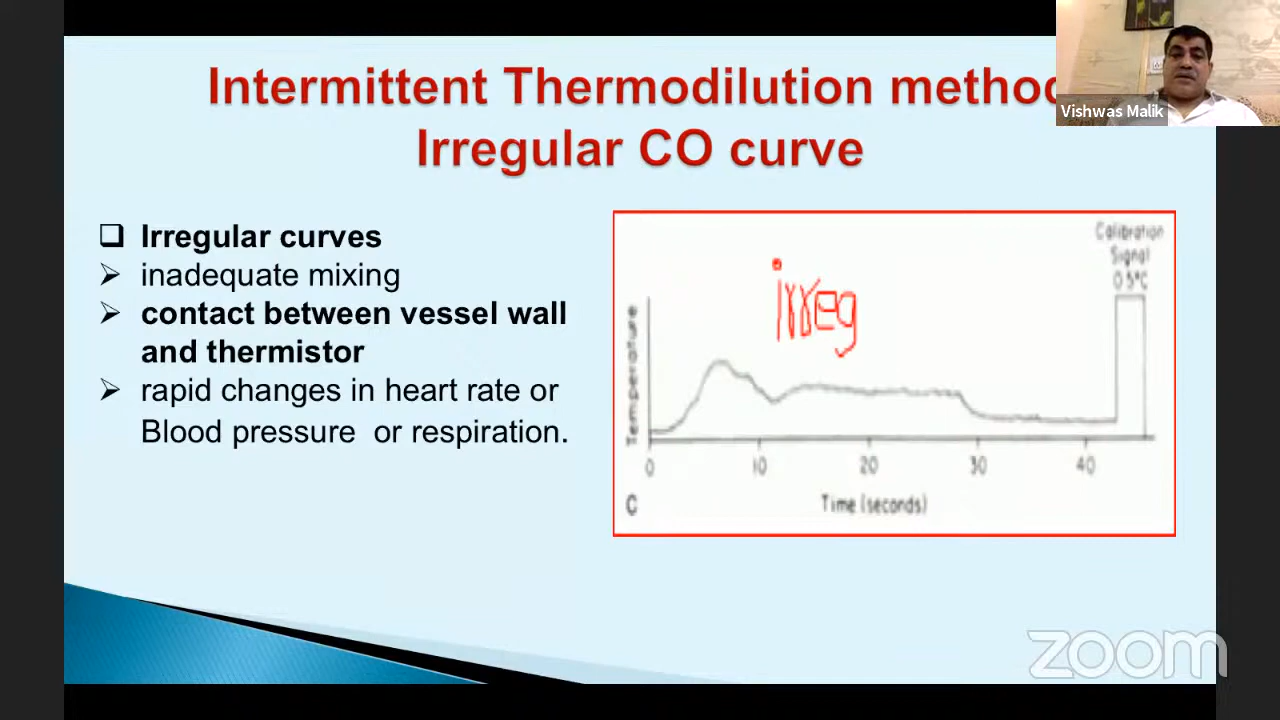 Intermittent Thermodilution metho
Irregular CO curve
Vishwas Malik
❑ Irregular curves
➢ inadequate mixing
➢ contact between vessel wall
and thermistor
➢ rapid changes in heart rate or
Blood pressure or respiration.
Calibration
Signal
0.5°C
irreg
Temperature
0 10 20 30 40
Time (seconds)
C
zoom